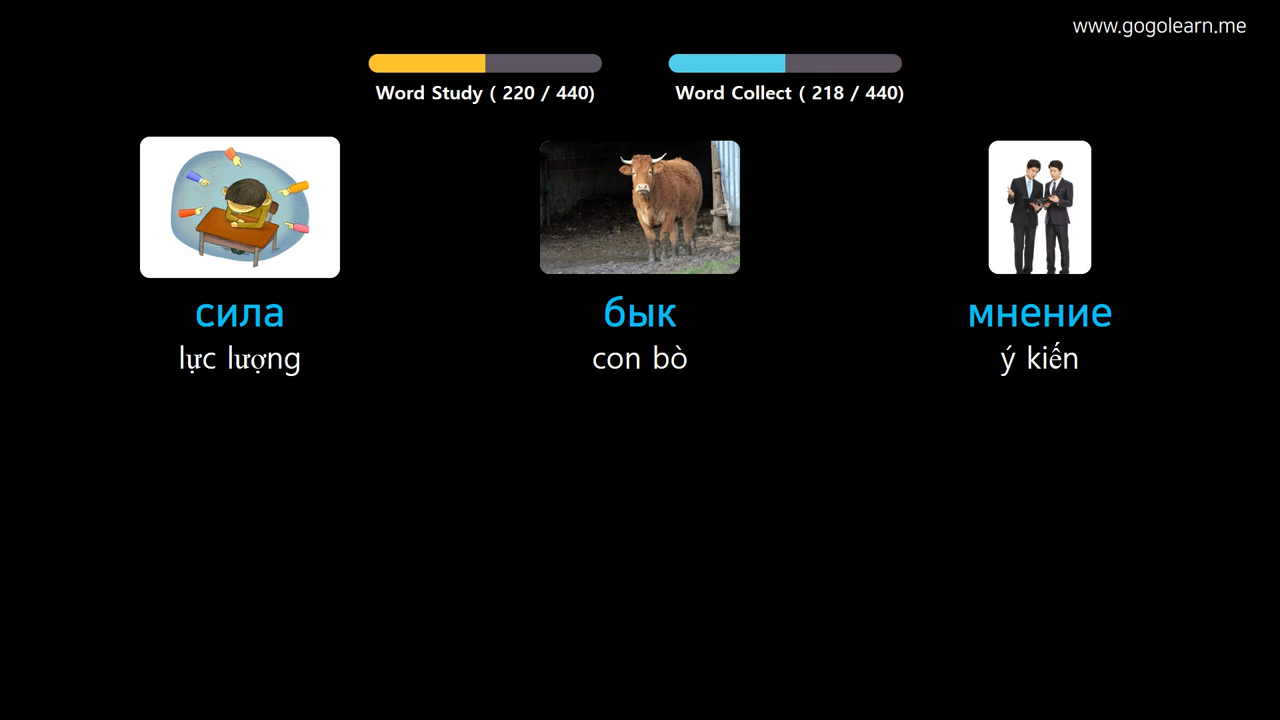 www.gogolearn.me
Word Study ( 220 / 440)
Word Collect ( 218 / 440)
сила
бык
мнение
lực lượng
con bò
ý kiến